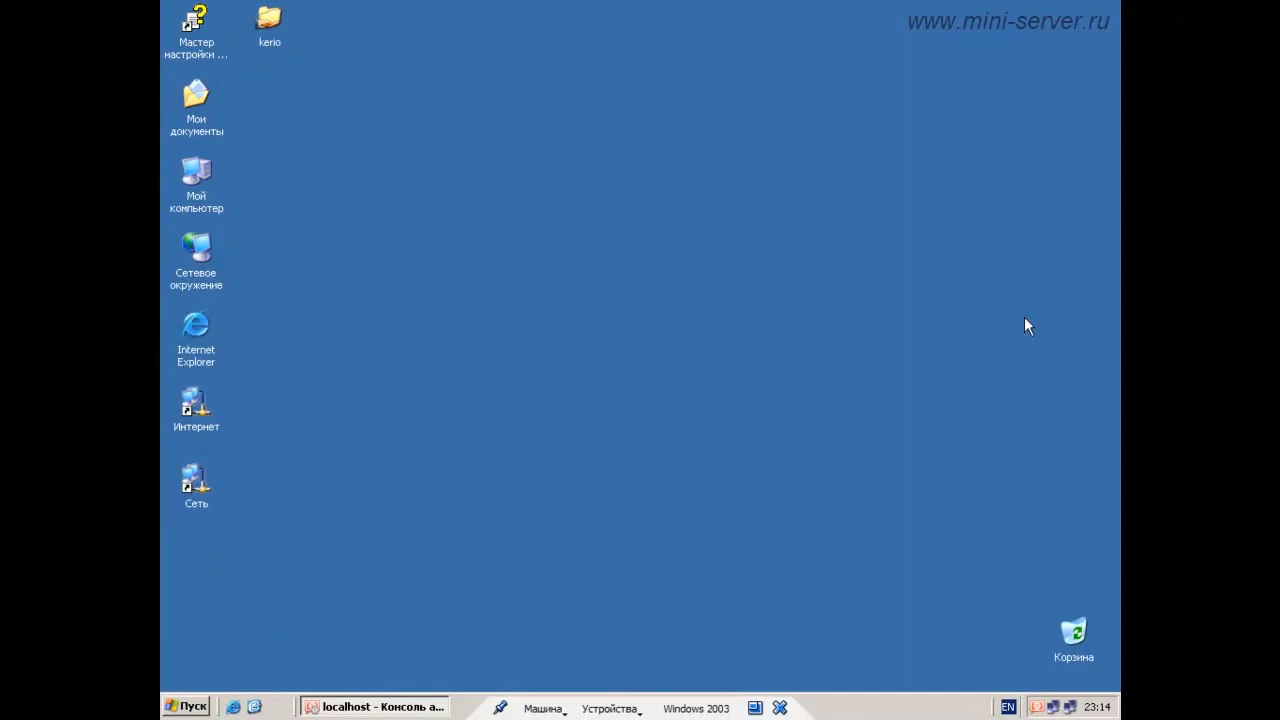 www.mini-server.ru
Мастер
настройки ...
kerio
Мои
документы
Мой
компьютер
Сетевое
окружение
Internet
Explorer
Интернет
Сеть
Корзина
Пуск
localhost - Консоль а...
Машина
Устройства
Windows 2003
EN
23:14